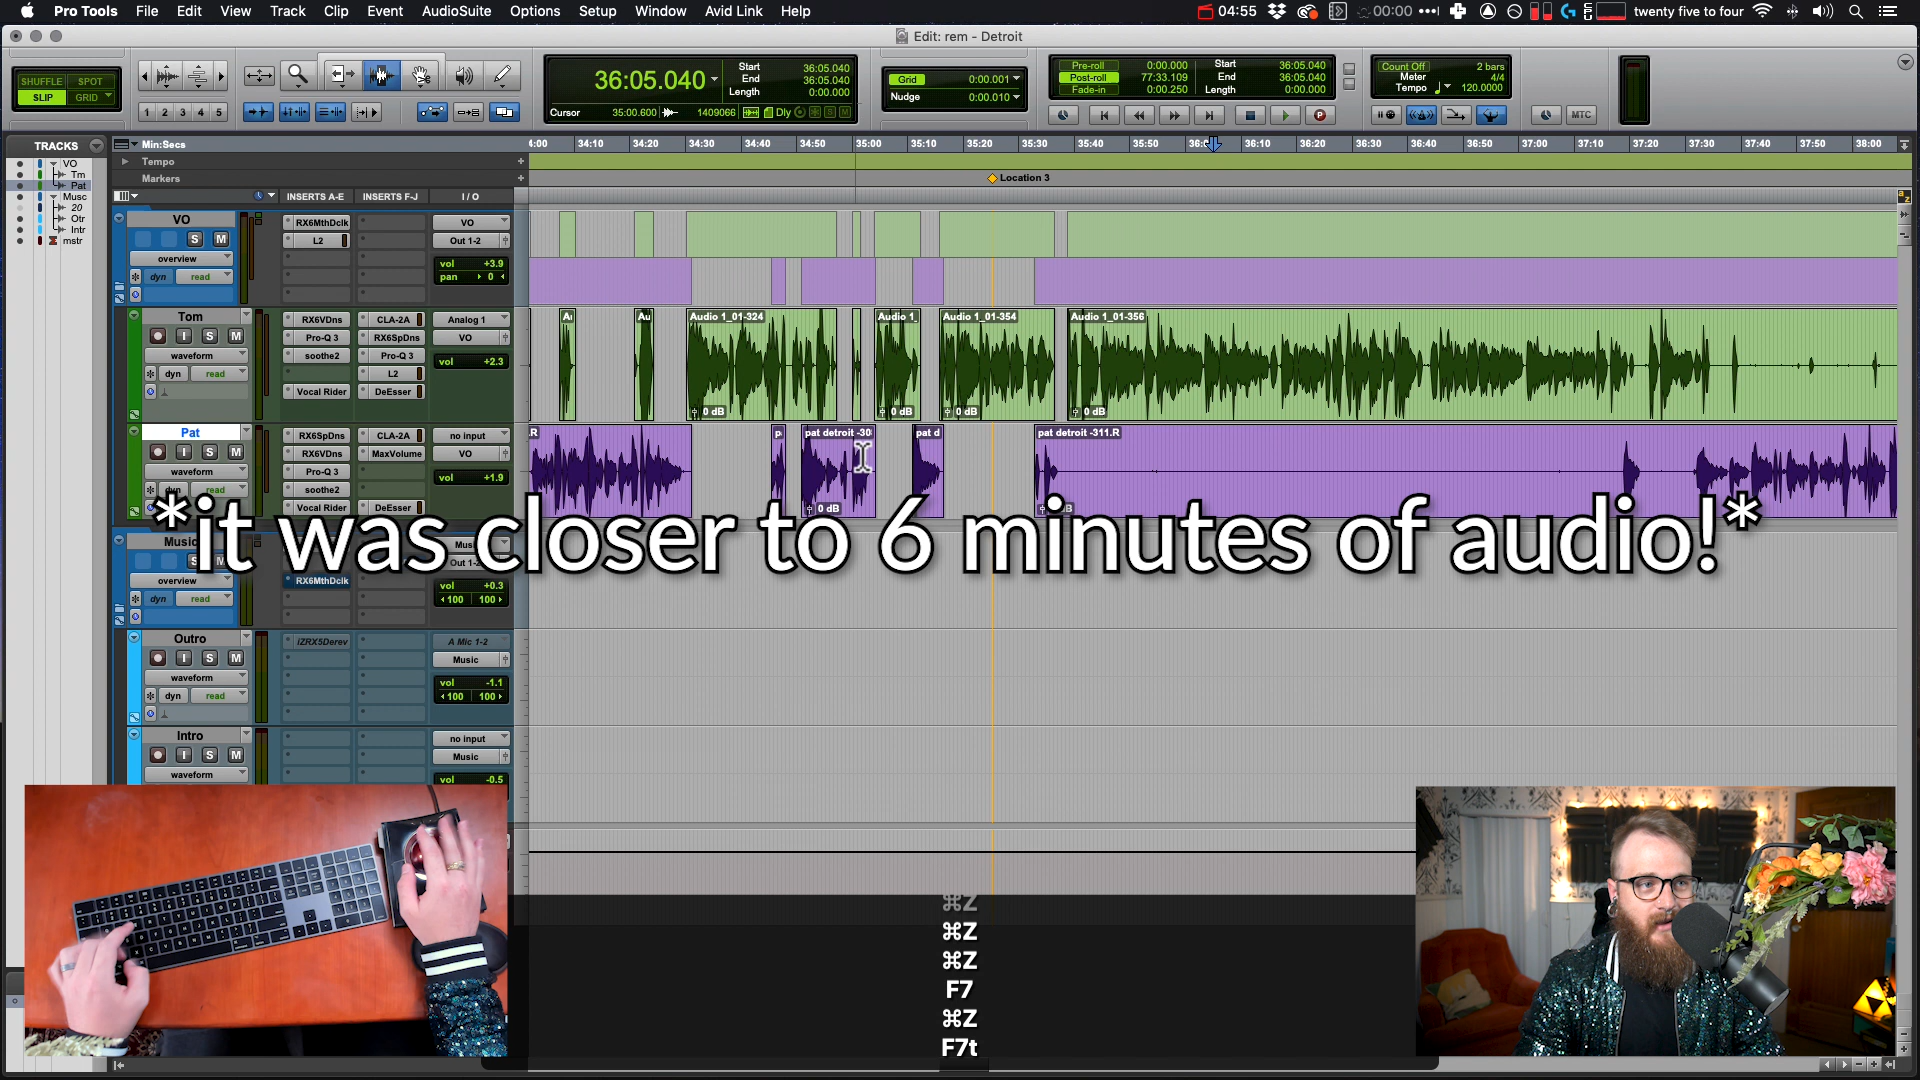 Pro Tools File Edit View Track Clip Event AudioSuite Options Setup Window Avid Link Help 04:55 00:00 twenty five to four
Edit: rem - Detroit
SHUFFLE SPOT
SLIP GRID
1 2 3 4 5
36:05.040
Start 36:05.040
End 36:05.040
Length 0:00.000
Cursor 35:00.600 1409066 Dly
Grid 0:00.001
Nudge 0:00.010
Pre-roll 0:00.000
Post-roll 77:33.109
Fade-in 0:00.250
Start 36:05.040
End 36:05.040
Length 0:00.000
Count Off 2 bars
Meter 4/4
Tempo 120.0000
MTC
TRACKS
VO
Tm
Pat
Musc
20
Otr
Intr
mstr
Min:Secs
Tempo
Markers
34:10 34:20 34:30 34:40 34:50 35:00 35:10 35:20 35:30 35:40 35:50 36:10 36:20 36:30 36:40 36:50 37:00 37:10 37:20 37:30 37:40 37:50 38:00
Location 3
INSERTS A-E INSERTS F-J I / O
VO
S M
overview
dyn read
RX6MthDclk
L2
VO
Out 1-2
vol +3.9
pan 0
Tom
I S M
waveform
dyn read
RX6VDns
Pro-Q 3
soothe2
Vocal Rider
CLA-2A
RX6SpDns
Pro-Q 3
L2
DeEsser
Analog 1
VO
vol +2.3
Audio 1_01-324
Audio 1_
Audio 1_01-354
Audio 1_01-356
0 dB
0 dB
0 dB
0 dB
Pat
I S M
waveform
dyn read
RX6SpDns
RX6VDns
Pro-Q 3
soothe2
Vocal Rider
CLA-2A
MaxVolume
DeEsser
no input
VO
vol +1.9
.R
pat detroit -30
pat d
pat detroit -311.R
0 dB
*it was closer to 6 minutes of audio!*
Music
overview
dyn read
RX6MthDclk
vol +0.3
100 100
Outro
I S M
waveform
dyn read
iZRX5Derev
A Mic 1-2
Music
vol -1.1
100 100
Intro
I S M
waveform
no input
Music
vol -0.5
⌘Z
⌘Z
⌘Z
F7
⌘Z
F7t